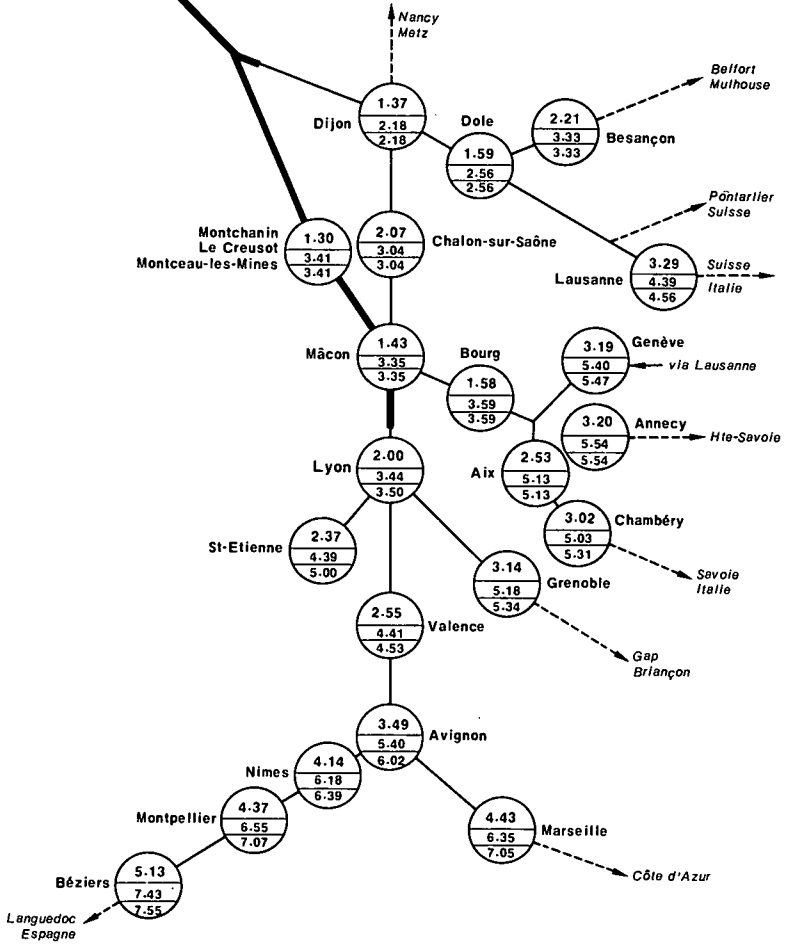 Nancy
Metz
Belfort
Mulhouse
1·37
2·18
2·18
Dijon
Dole
1·59
2·56
2·56
2·21
3·33
3·33
Besançon
Pontarlier
Suisse
Montchanin
Le Creusot
Montceau-les-Mines
1·30
3·41
3·41
2·07
3·04
3·04
Chalon-sur-Saône
Lausanne
3·29
4·39
4·56
Suisse
Italie
Mâcon
1·43
3·35
3·35
Bourg
1·58
3·59
3·59
Genève
3·19
5·40
5·47
via Lausanne
Annecy
3·20
5·54
5·54
Hte-Savoie
Lyon
2·00
3·44
3·50
Aix
2·53
5·13
5·13
Chambéry
3·02
5·03
5·31
Savoie
Italie
St-Etienne
2·37
4·39
5·00
3·14
5·18
5·34
Grenoble
2·55
4·41
4·53
Valence
Gap
Briançon
3·49
5·40
6·02
Avignon
Nimes
4·14
6·18
6·39
Montpellier
4·37
6·55
7·07
4·43
6·35
7·05
Marseille
Côte d'Azur
Béziers
5·13
7·43
7·55
Languedoc
Espagne